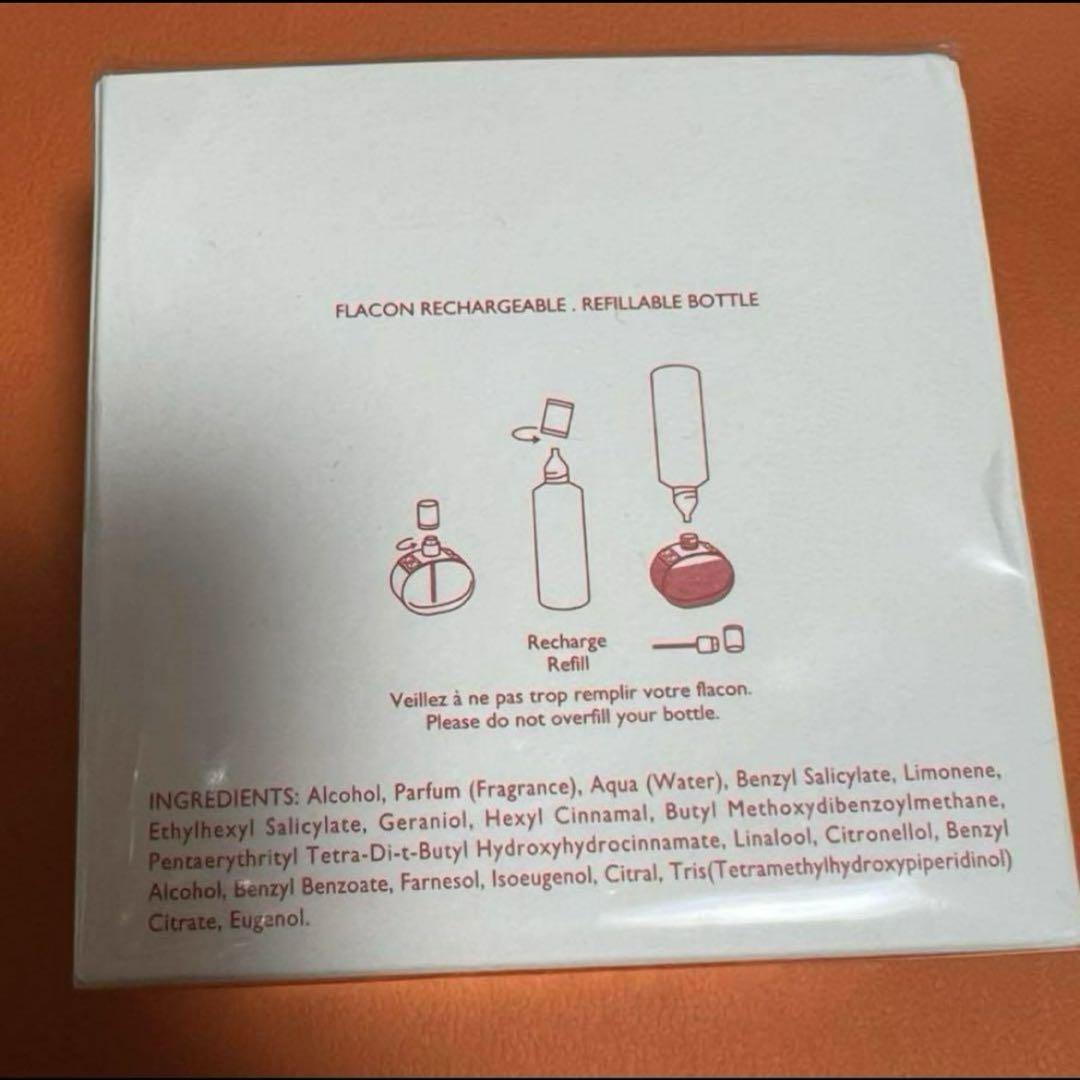 FLACON RECHARGEABLE . REFILLABLE BOTTLE
Recharge
Refill
Veillez à ne pas trop remplir votre flacon.
Please do not overfill your bottle.
INGREDIENTS: Alcohol, Parfum (Fragrance), Aqua (Water), Benzyl Salicylate, Limonene,
Ethylhexyl Salicylate, Geraniol, Hexyl Cinnamal, Butyl Methoxydibenzoylmethane,
Pentaerythrityl Tetra-Di-t-Butyl Hydroxyhydrocinnamate, Linalool, Citronellol, Benzyl
Alcohol, Benzyl Benzoate, Farnesol, Isoeugenol, Citral, Tris(Tetramethylhydroxypiperidinol)
Citrate, Eugenol.